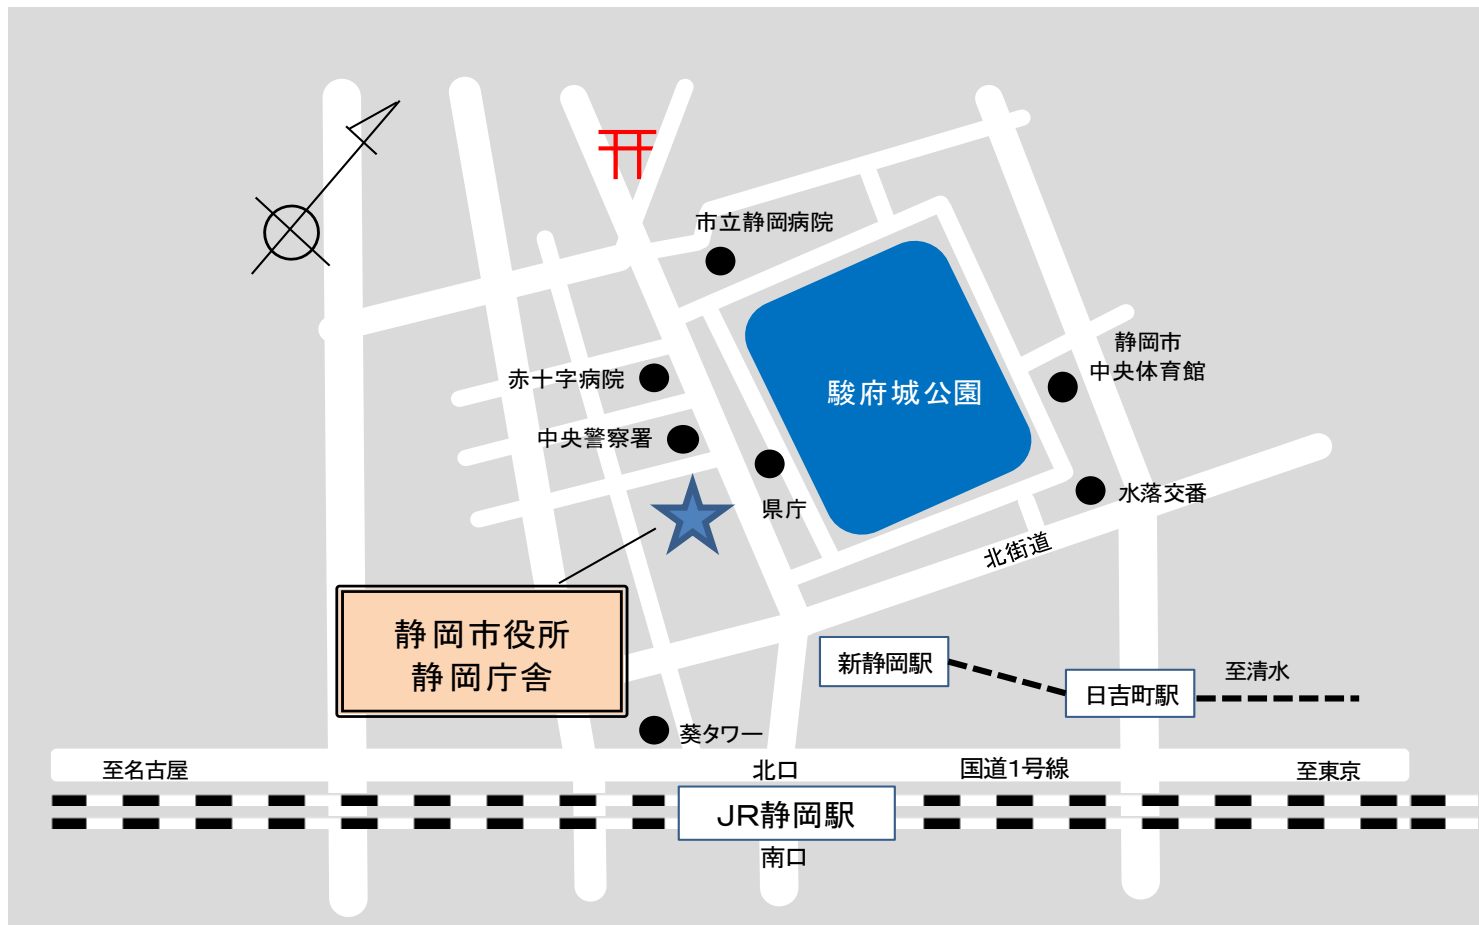 市立静岡病院
静岡市
中央体育館
赤十字病院
駿府城公園
中央警察署
水落交番
県庁
北街道
静岡市役所
静岡庁舎
新静岡駅
日吉町駅
至清水
葵タワー
至名古屋
北口
国道1号線
至東京
JR静岡駅
南口